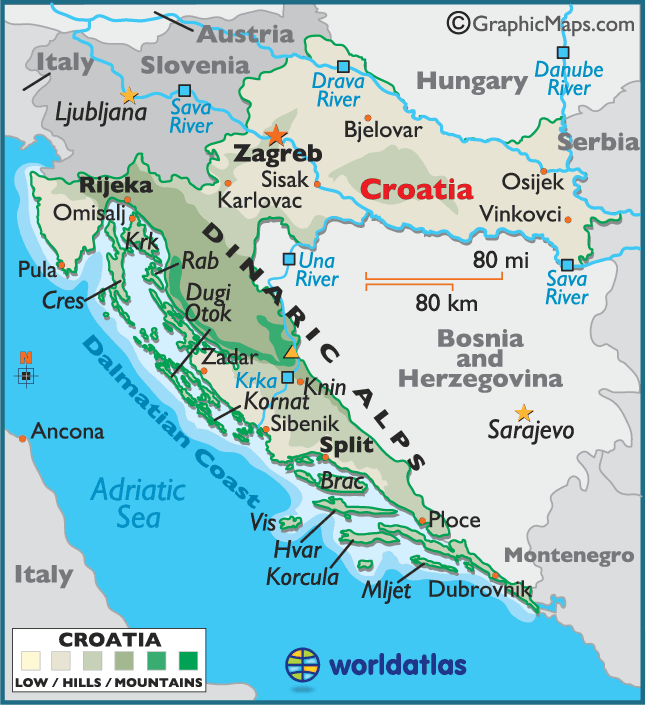 © GraphicMaps.com
Austria
Italy
Slovenia
Hungary
Drava
River
Danube
River
Ljubljana
Sava
River
Bjelovar
Serbia
Zagreb
Sisak
Croatia
Osijek
Rijeka
Karlovac
Vinkovci
Omisalj
Krk
DINARIC ALPS
Rab
Una
River
80 mi
Pula
Sava
River
Cres
Dugi
Otok
80 km
Bosnia
and
Herzegovina
N
Zadar
Krka
Knin
Dalmatian Coast
Kornat
Sibenik
Sarajevo
Ancona
Split
Adriatic
Sea
Brac
Vis
Ploce
Hvar
Korcula
Montenegro
Italy
Mljet
Dubrovnik
CROATIA
LOW / HILLS / MOUNTAINS
worldatlas